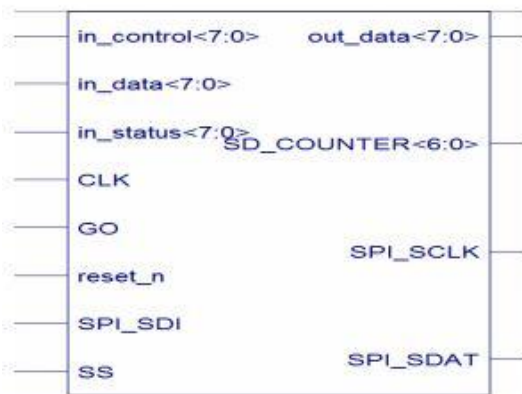 in_control<7:0> out_data<7:0>
in_data<7:0>
in_status<7:0>
SD_COUNTER<6:0>
CLK
GO
SPI_SCLK
reset_n
SPI_SDI
SPI_SDAT
SS